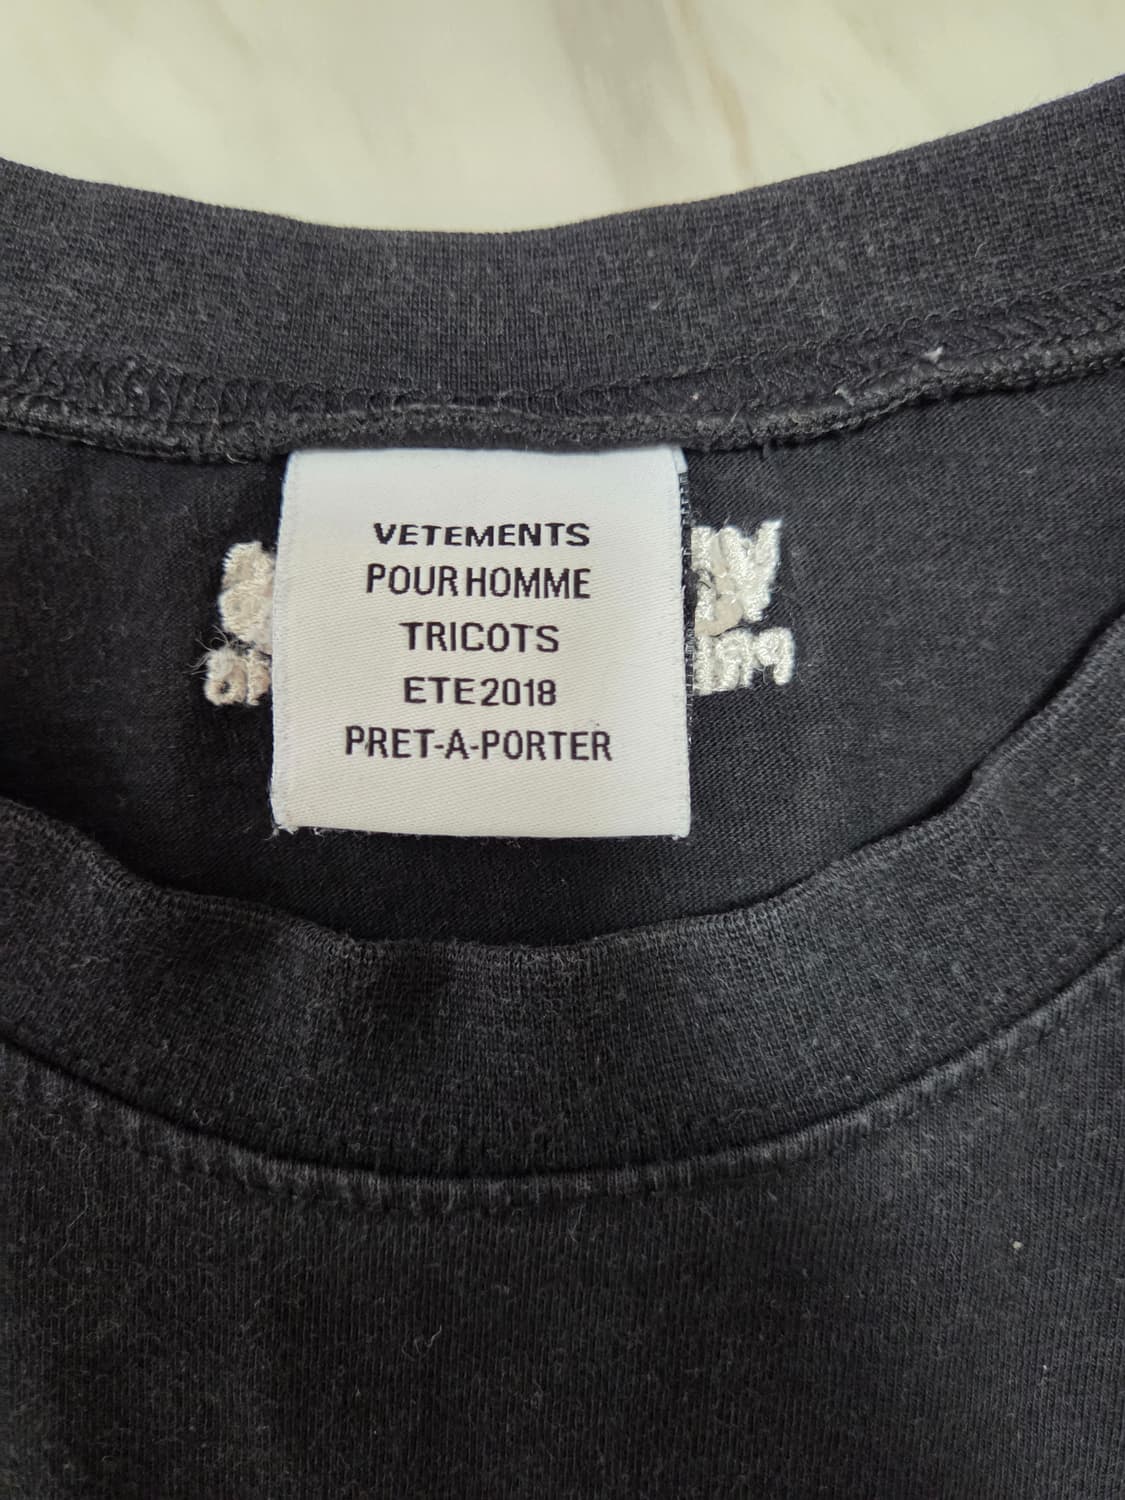 VETEMENTS
POUR HOMME
TRICOTS
ETE 2018
PRET-A-PORTER